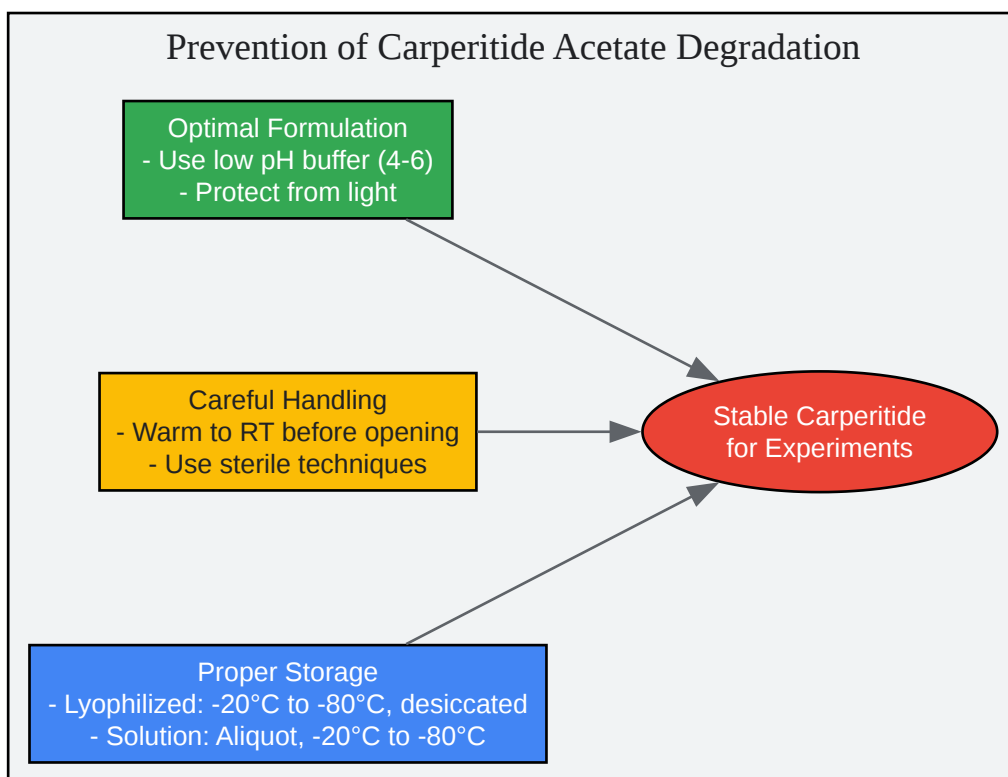 Prevention of Carperitide Acetate Degradation
Optimal Formulation
- Use low pH buffer (4-6)
- Protect from light
Careful Handling
- Warm to RT before opening
- Use sterile techniques
Stable Carperitide
for Experiments
Proper Storage
- Lyophilized: -20°C to -80°C, desiccated
- Solution: Aliquot, -20°C to -80°C